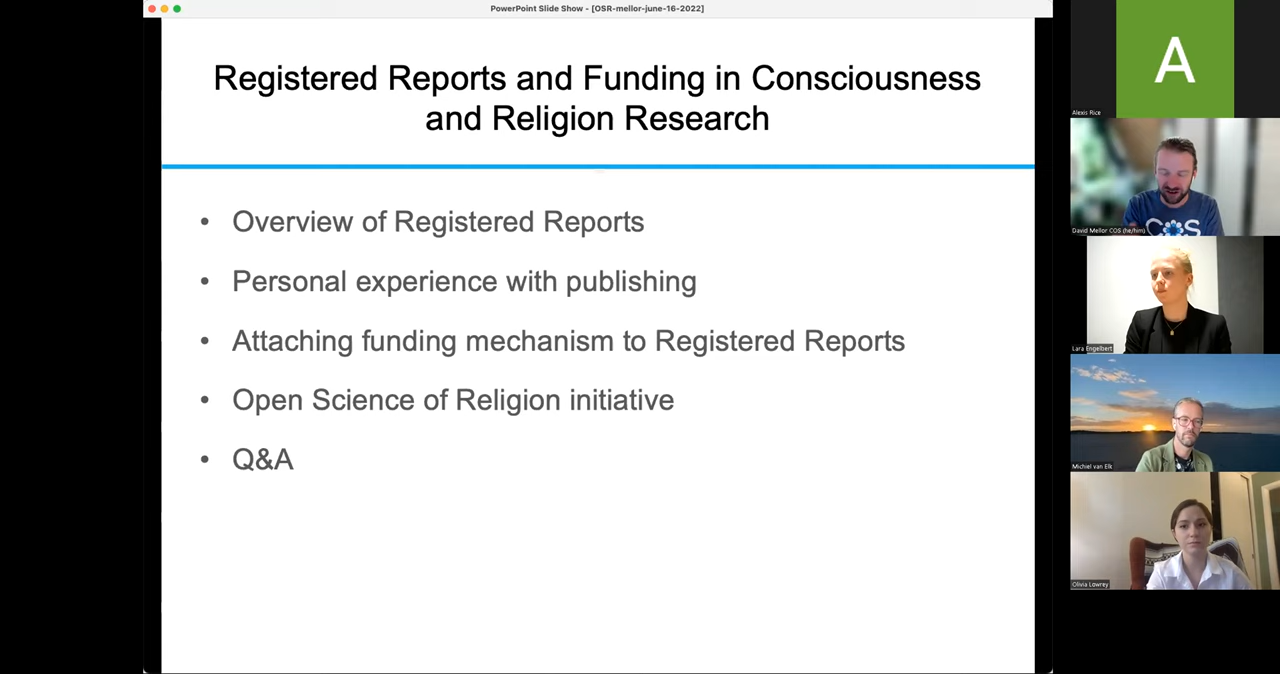 PowerPoint Slide Show - [OSR-mellor-june-16-2022]
Registered Reports and Funding in Consciousness
and Religion Research
• Overview of Registered Reports
• Personal experience with publishing
• Attaching funding mechanism to Registered Reports
• Open Science of Religion initiative
• Q&A
A
Alexis Rice
COS
David Mellor COS (he/him)
Lara Engelbert
Michiel van Elk
Olivia Lowrey